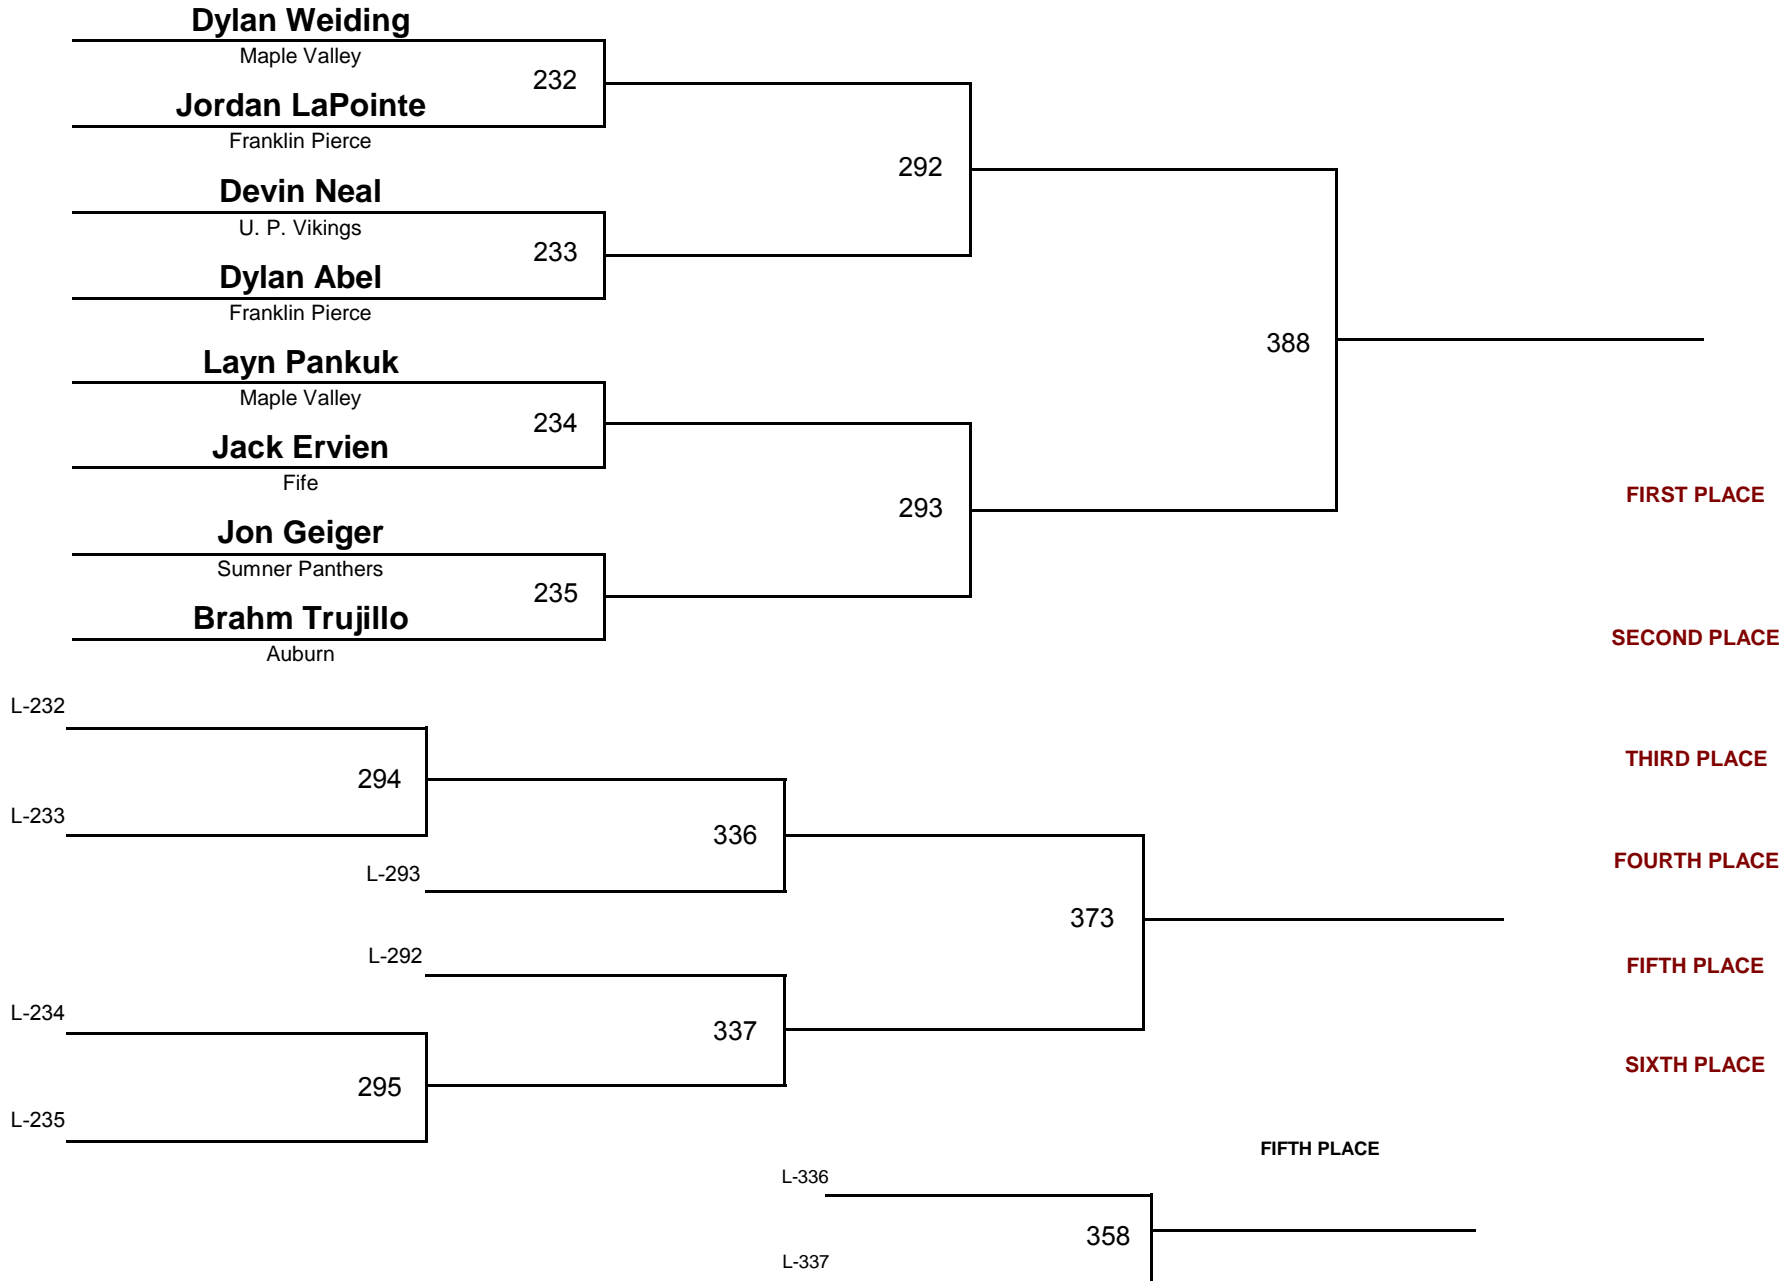 Dylan Weiding
Maple Valley
232
Jordan LaPointe
Franklin Pierce
292
Devin Neal
U. P. Vikings
233
Dylan Abel
Franklin Pierce
388
Layn Pankuk
Maple Valley
234
Jack Ervien
Fife
293
FIRST PLACE
Jon Geiger
Sumner Panthers
235
Brahm Trujillo
Auburn
SECOND PLACE
L-232
THIRD PLACE
294
L-233
336
L-293
FOURTH PLACE
373
L-292
FIFTH PLACE
L-234
337
SIXTH PLACE
295
L-235
FIFTH PLACE
L-336
358
L-337